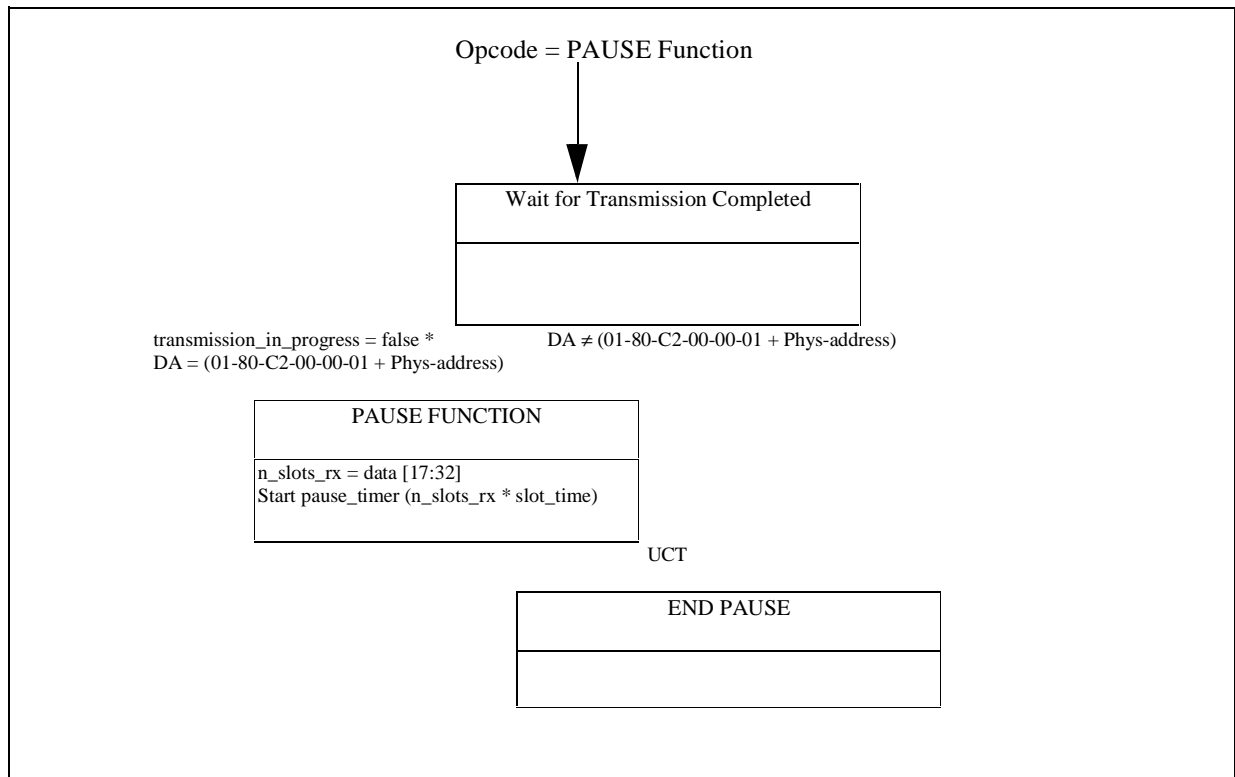 Opcode = PAUSE Function
Wait for Transmission Completed
transmission_in_progress = false *
DA = (01-80-C2-00-00-01 + Phys-address)
DA ≠ (01-80-C2-00-00-01 + Phys-address)
PAUSE FUNCTION
n_slots_rx = data [17:32]
Start pause_timer (n_slots_rx * slot_time)
UCT
END PAUSE